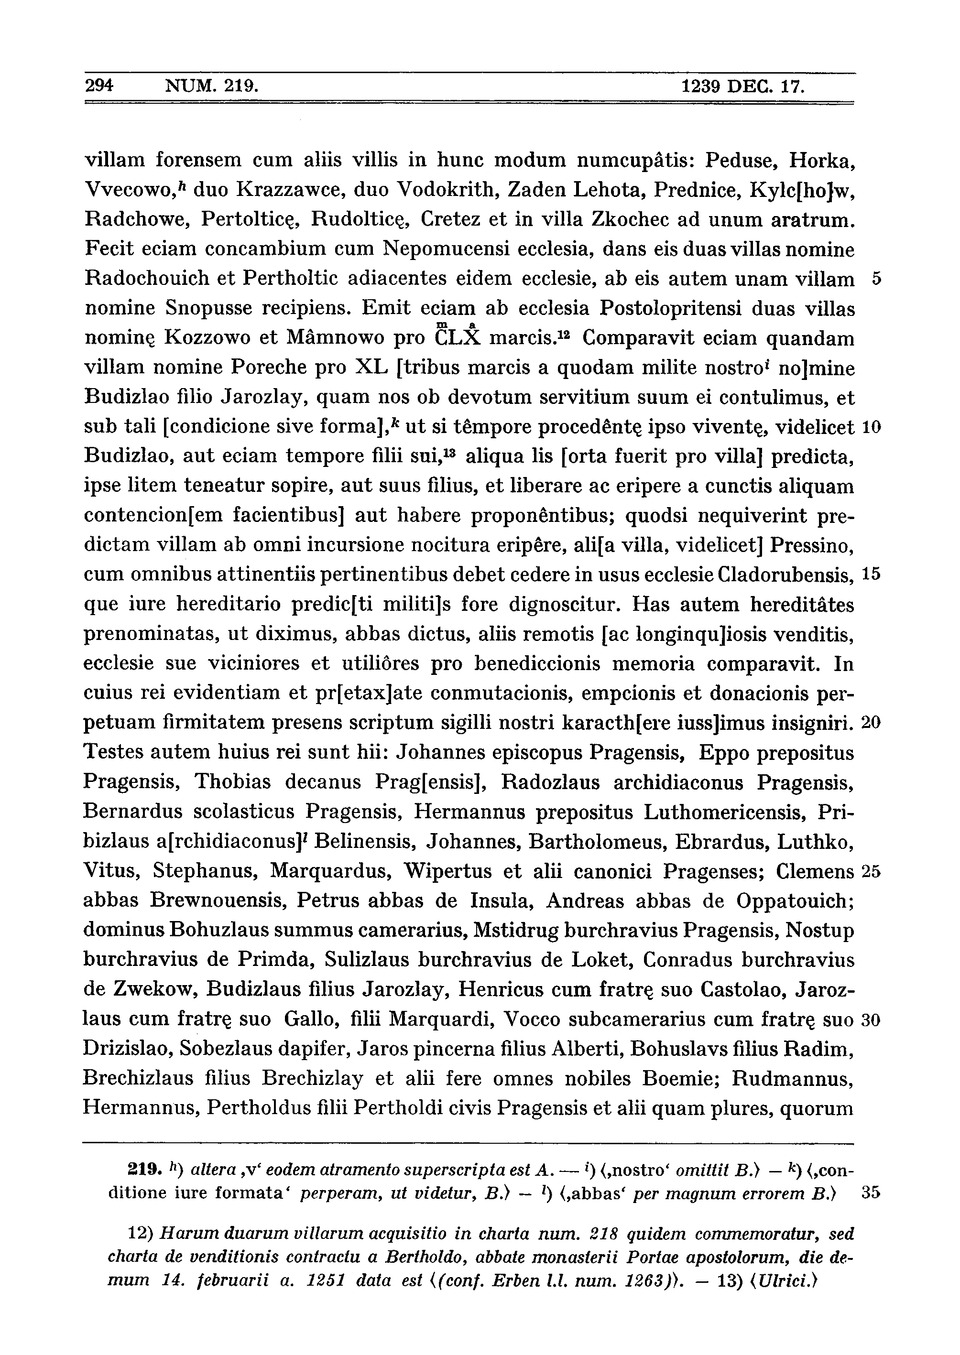 294 NUM. 219. 1239 DEC. 17.
villam forensem cum aliis villis in hunc modum numcupâtis: Peduse, Horka,
Vvecowo,ʰ duo Krazzawce, duo Vodokrith, Zaden Lehota, Prednice, Kylc[ho]w,
Radchowe, Pertolticę, Rudolticę, Cretez et in villa Zkochec ad unum aratrum.
Fecit eciam concambium cum Nepomucensi ecclesia, dans eis duas villas nomine
Radochouich et Pertholtic adiacentes eidem ecclesie, ab eis autem unam villam 5
nomine Snopusse recipiens. Emit eciam ab ecclesia Postolopritensi duas villas
nominę Kozzowo et Mâmnowo pro C̎ᵐLX̂ᵃ marcis.¹² Comparavit eciam quandam
villam nomine Poreche pro XL [tribus marcis a quodam milite nostroⁱ no]mine
Budizlao filio Jarozlay, quam nos ob devotum servitium suum ei contulimus, et
sub tali [condicione sive forma],ᵏ ut si têmpore procedêntę ipso viventę, videlicet 10
Budizlao, aut eciam tempore filii sui,¹³ aliqua lis [orta fuerit pro villa] predicta,
ipse litem teneatur sopire, aut suus filius, et liberare ac eripere a cunctis aliquam
contencion[em facientibus] aut habere proponêntibus; quodsi nequiverint pre-
dictam villam ab omni incursione nocitura eripêre, ali[a villa, videlicet] Pressino,
cum omnibus attinentiis pertinentibus debet cedere in usus ecclesie Cladorubensis, 15
que iure hereditario predic[ti militi]s fore dignoscitur. Has autem hereditâtes
prenominatas, ut diximus, abbas dictus, aliis remotis [ac longinqu]iosis venditis,
ecclesie sue viciniores et utiliôres pro benediccionis memoria comparavit. In
cuius rei evidentiam et pr[etax]ate conmutacionis, empcionis et donacionis per-
petuam firmitatem presens scriptum sigilli nostri karacth[ere iuss]imus insigniri. 20
Testes autem huius rei sunt hii: Johannes episcopus Pragensis, Eppo prepositus
Pragensis, Thobias decanus Prag[ensis], Radozlaus archidiaconus Pragensis,
Bernardus scolasticus Pragensis, Hermannus prepositus Luthomericensis, Pri-
bizlaus a[rchidiaconus]ˡ Belinensis, Johannes, Bartholomeus, Ebrardus, Luthko,
Vitus, Stephanus, Marquardus, Wipertus et alii canonici Pragenses; Clemens 25
abbas Brewnouensis, Petrus abbas de Insula, Andreas abbas de Oppatouich;
dominus Bohuzlaus summus camerarius, Mstidrug burchravius Pragensis, Nostup
burchravius de Primda, Sulizlaus burchravius de Loket, Conradus burchravius
de Zwekow, Budizlaus filius Jarozlay, Henricus cum fratrę suo Castolao, Jaroz-
laus cum fratrę suo Gallo, filii Marquardi, Vocco subcamerarius cum fratrę suo 30
Drizislao, Sobezlaus dapifer, Jaros pincerna filius Alberti, Bohuslavs filius Radim,
Brechizlaus filius Brechizlay et alii fere omnes nobiles Boemie; Rudmannus,
Hermannus, Pertholdus filii Pertholdi civis Pragensis et alii quam plures, quorum
219. ʰ) altera ‚v‘ eodem atramento superscripta est A. — ⁱ) ⟨‚nostro‘ omittit B.⟩ — ᵏ) ⟨‚con-
ditione iure formata‘ perperam, ut videtur, B.⟩ — ˡ) ⟨‚abbas‘ per magnum errorem B.⟩ 35
12) Harum duarum villarum acquisitio in charta num. 218 quidem commemoratur, sed
charta de venditionis contractu a Bertholdo, abbate monasterii Portae apostolorum, die de-
mum 14. februarii a. 1251 data est ⟨(conf. Erben l.l. num. 1263)⟩. — 13) ⟨Ulrici.⟩